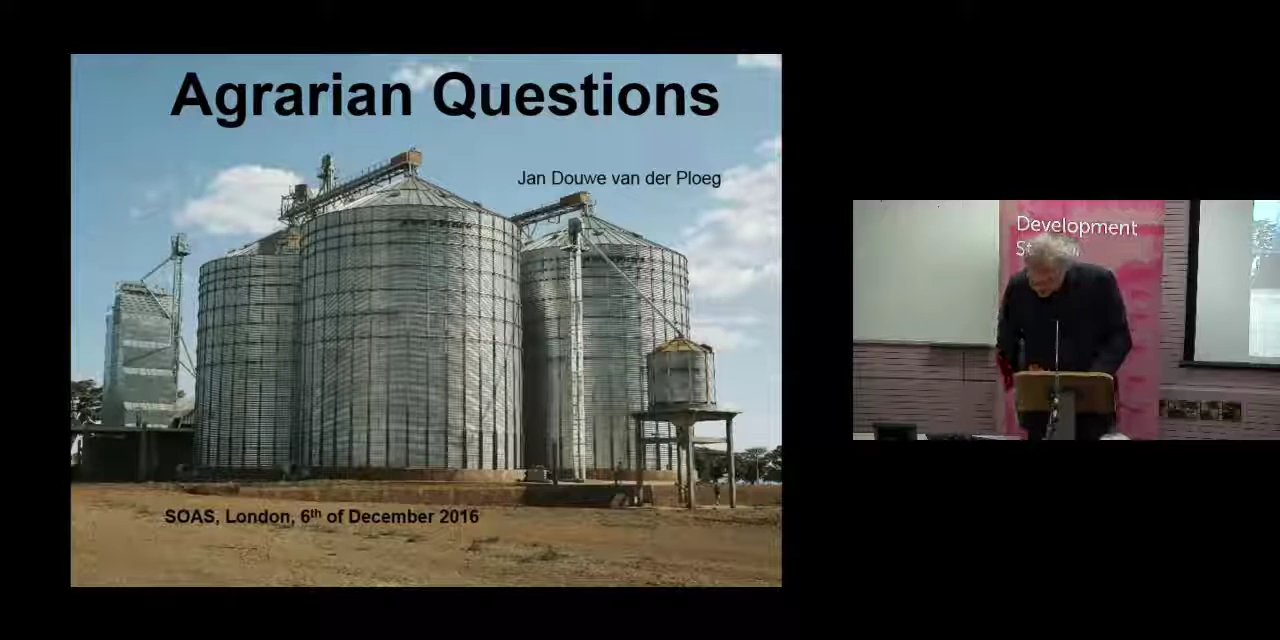 Agrarian Questions
Jan Douwe van der Ploeg
SOAS, London, 6th of December 2016
Development